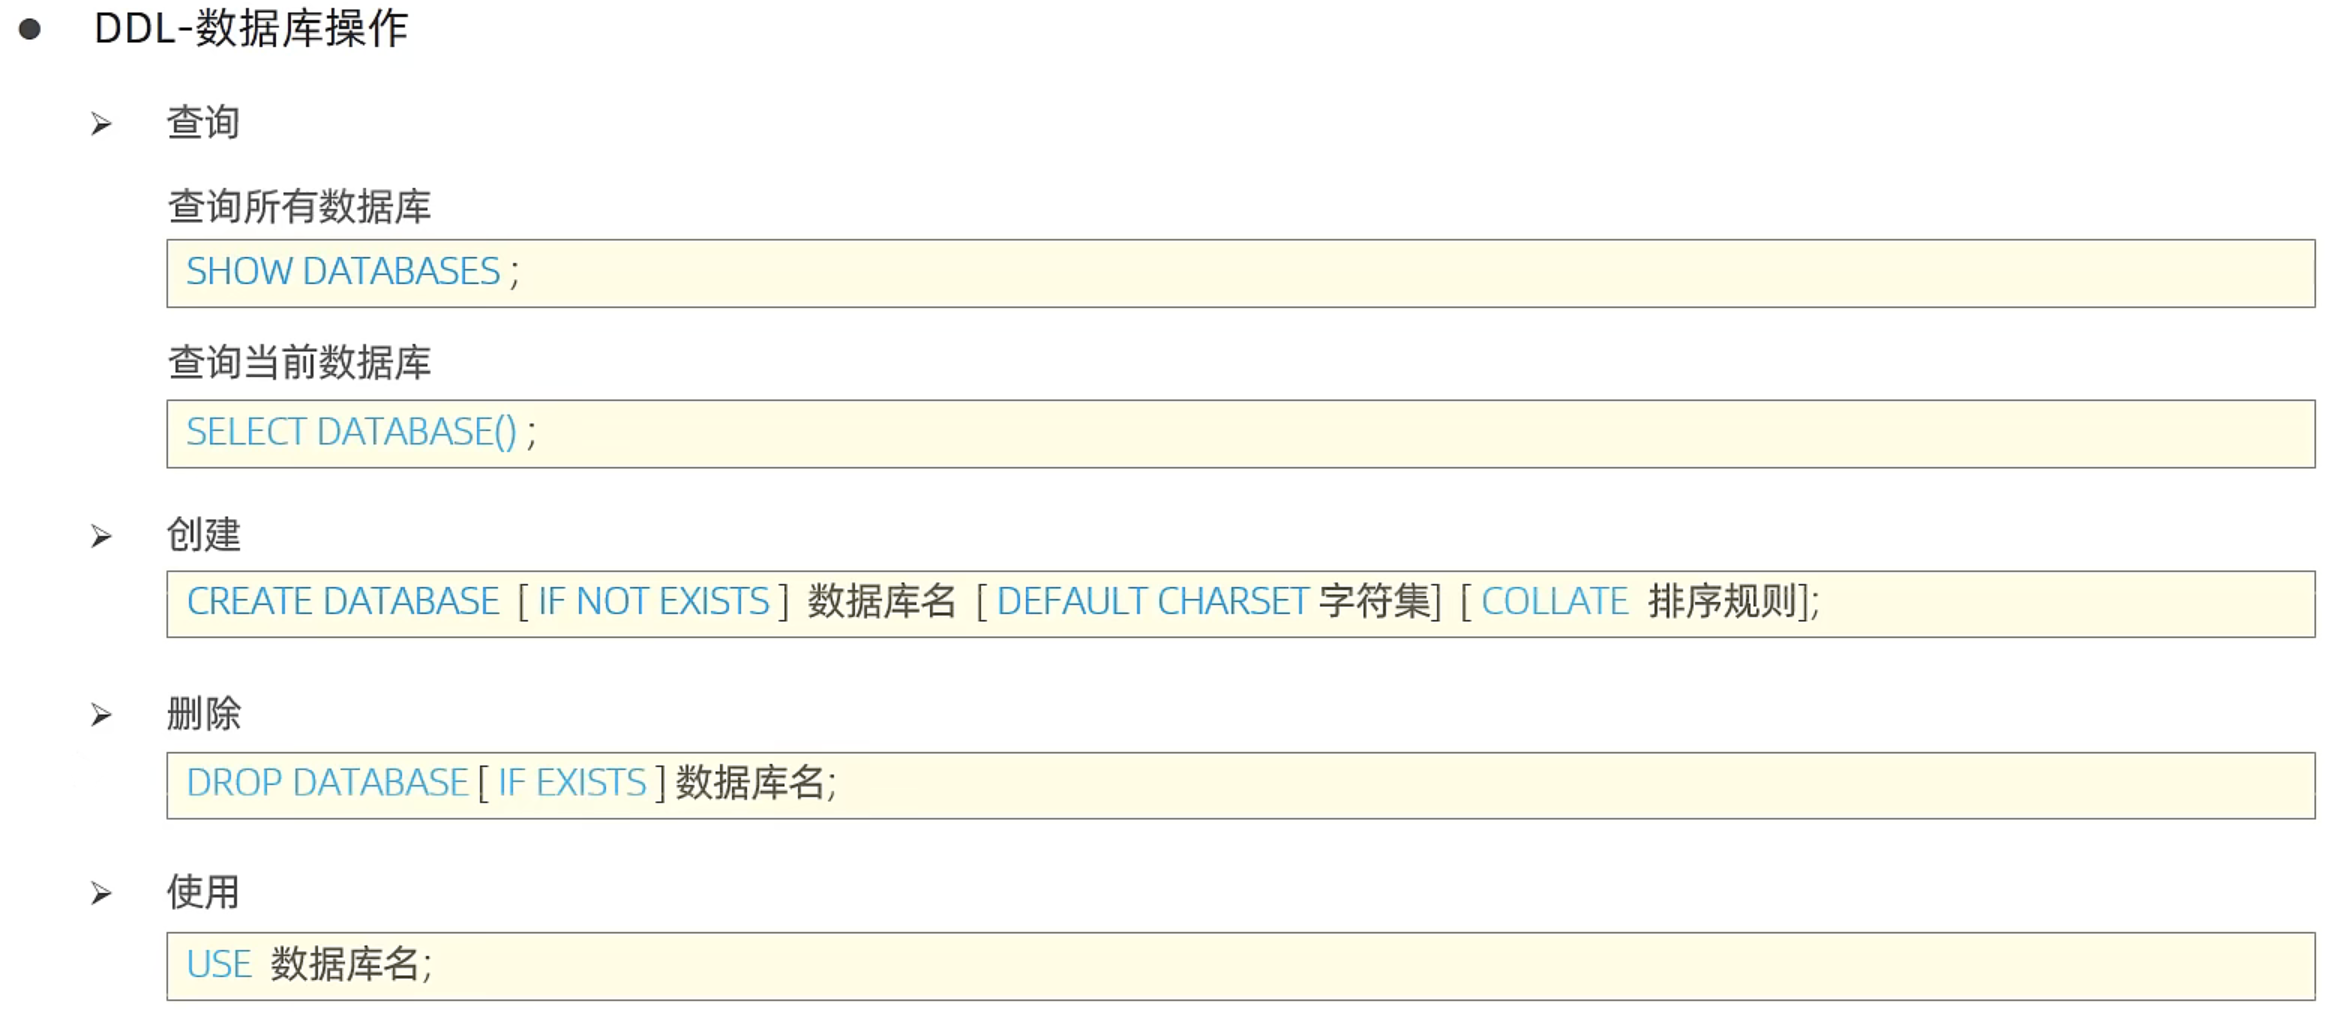 DDL-数据库操作
查询
查询所有数据库
SHOW DATABASES ;
查询当前数据库
SELECT DATABASE() ;
创建
CREATE DATABASE [ IF NOT EXISTS ] 数据库名 [ DEFAULT CHARSET 字符集] [ COLLATE 排序规则];
删除
DROP DATABASE [ IF EXISTS ] 数据库名;
使用
USE 数据库名;